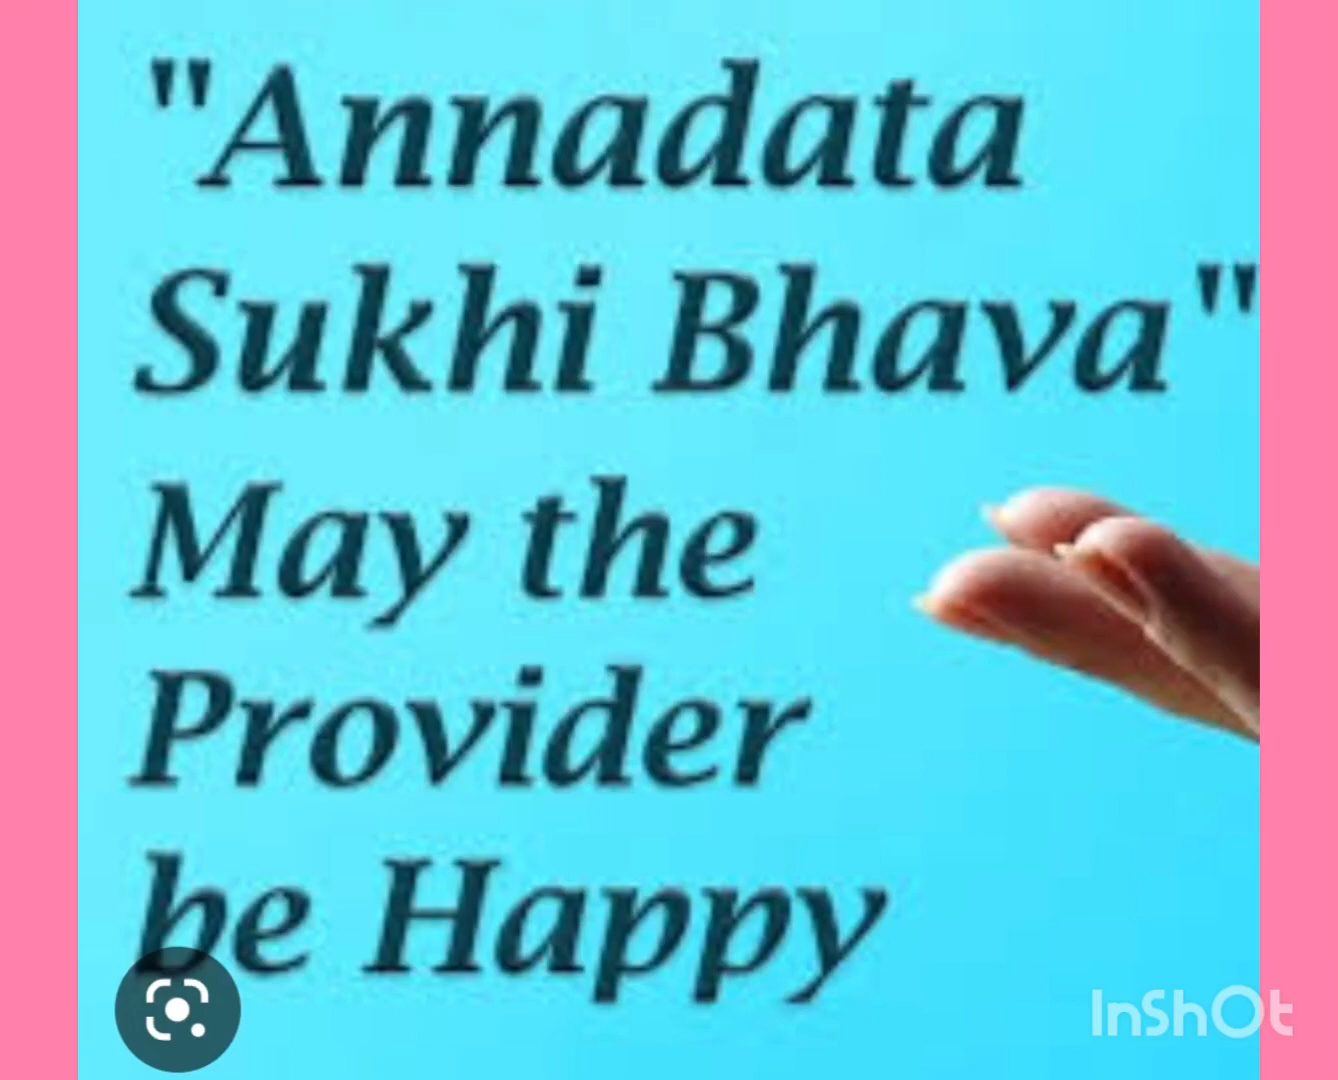 "Annadata
Sukhi Bhava"
May the
Provider
be Happy
InShOt